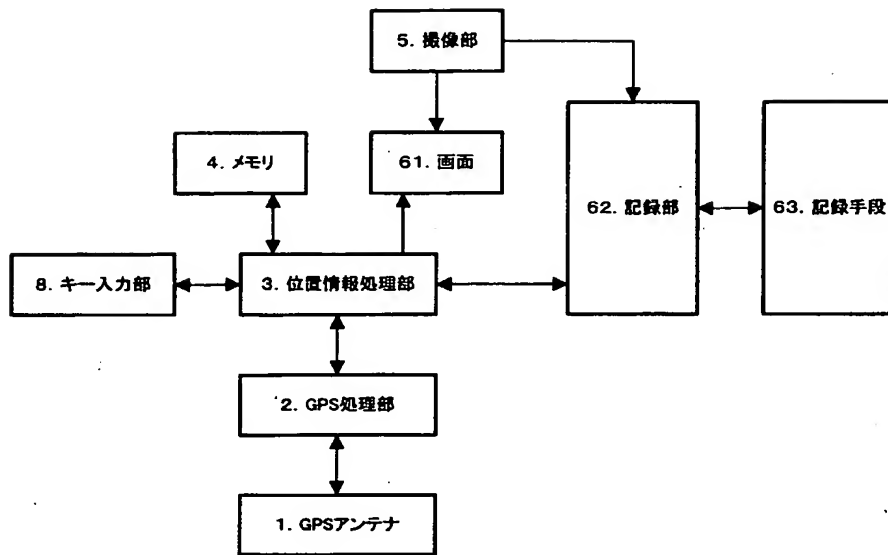 5. 撮像部
4. メモリ
61. 画面
62. 記録部
63. 記録手段
8. キー入力部
3. 位置情報処理部
2. GPS処理部
1. GPSアンテナ